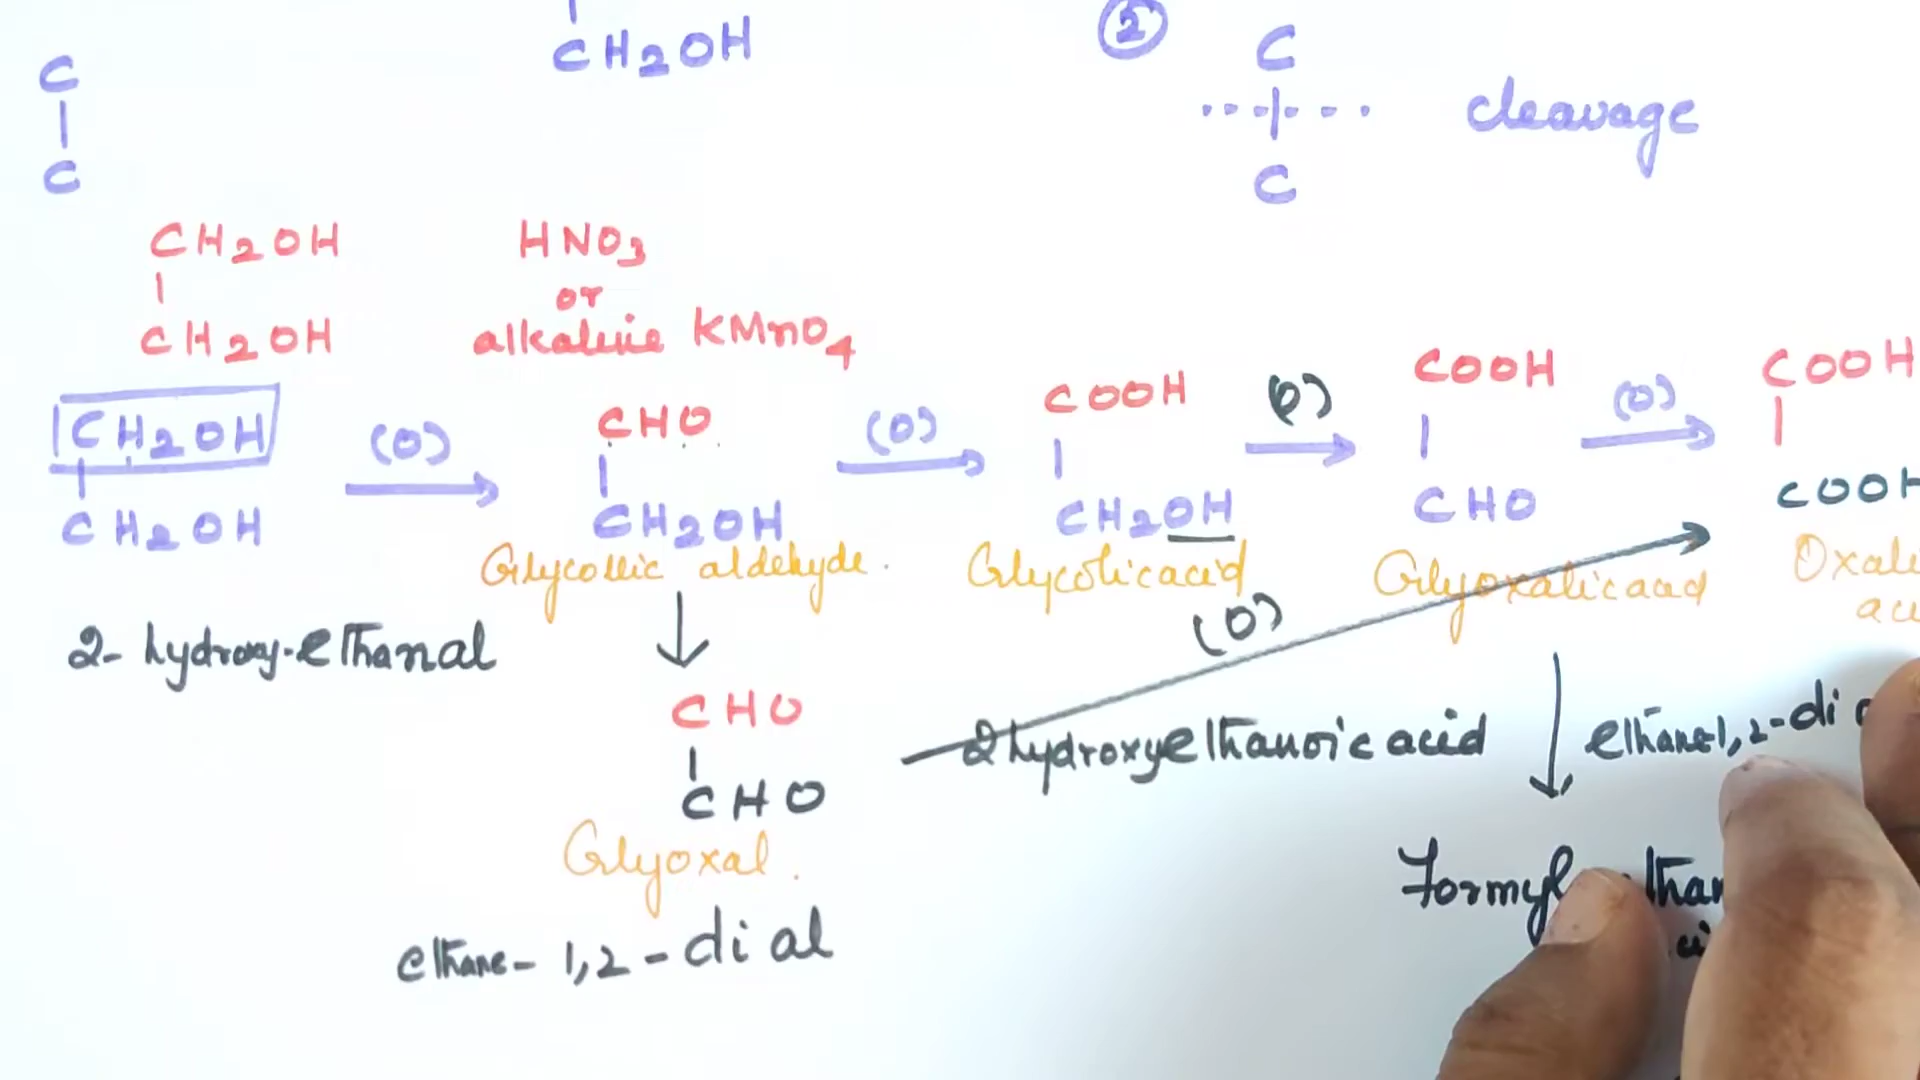 CH2OH
2
C
C
C
C
cleavage
CH2OH
CH2OH
HNO3
or
alkaline KMnO4
CH2OH
CH2OH
(O)
CHO
CH2OH
(O)
COOH
CH2OH
(O)
COOH
CHO
(O)
COOH
COOH
Glycollic aldehyde.
Glycolic acid
Glyoxalic acid
2-hydroxy-ethanal
CHO
CHO
Glyoxal.
ethane-1,2-dial
(O)
2 hydroxyethanoic acid
ethane1,2-di